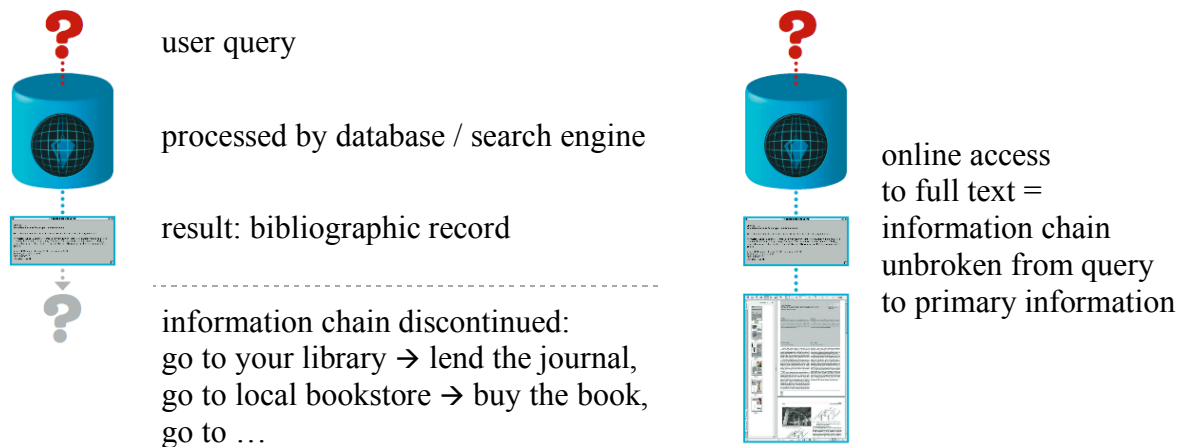 user query
processed by database / search engine
result: bibliographic record
information chain discontinued:
go to your library → lend the journal,
go to local bookstore → buy the book,
go to …
online access
to full text =
information chain
unbroken from query
to primary information